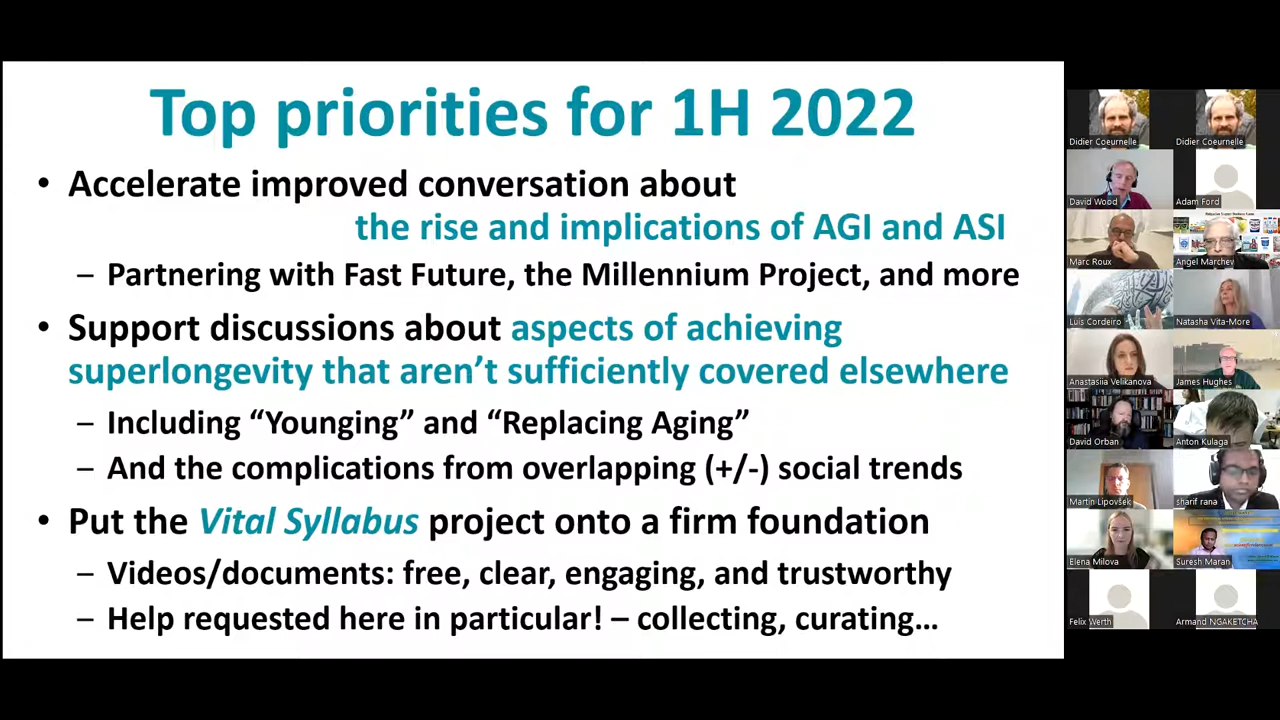 Top priorities for 1H 2022
• Accelerate improved conversation about
the rise and implications of AGI and ASI
– Partnering with Fast Future, the Millennium Project, and more
• Support discussions about aspects of achieving
superlongevity that aren’t sufficiently covered elsewhere
– Including “Younging” and “Replacing Aging”
– And the complications from overlapping (+/-) social trends
• Put the Vital Syllabus project onto a firm foundation
– Videos/documents: free, clear, engaging, and trustworthy
– Help requested here in particular! – collecting, curating…
Didier Coeurnelle
Didier Coeurnelle
David Wood
Adam Ford
Marc Roux
Angel Marchev
Luis Cordeiro
Natasha Vita-More
Anastasiia Velikanova
James Hughes
David Orban
Anton Kulaga
Martin Lipovšek
sharif rana
Elena Milova
Suresh Maran
Felix Werth
Armand NGAKETCHA